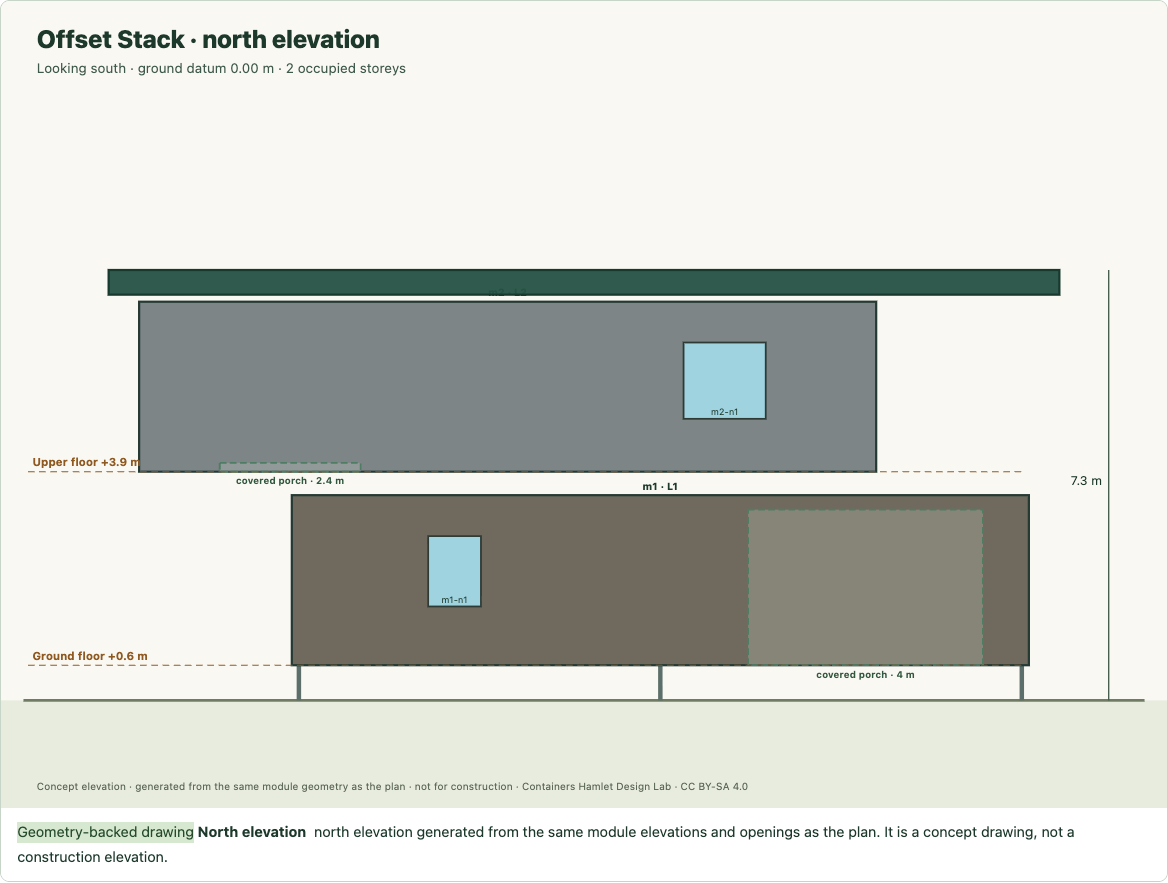 Offset Stack · north elevation
Looking south · ground datum 0.00 m · 2 occupied storeys
m2 · L2
m2-n1
Upper floor +3.9 m
covered porch · 2.4 m
7.3 m
m1 · L1
m1-n1
Ground floor +0.6 m
covered porch · 4 m
Concept elevation · generated from the same module geometry as the plan · not for construction · Containers Hamlet Design Lab · CC BY-SA 4.0
Geometry-backed drawing North elevation north elevation generated from the same module elevations and openings as the plan. It is a concept drawing, not a
construction elevation.